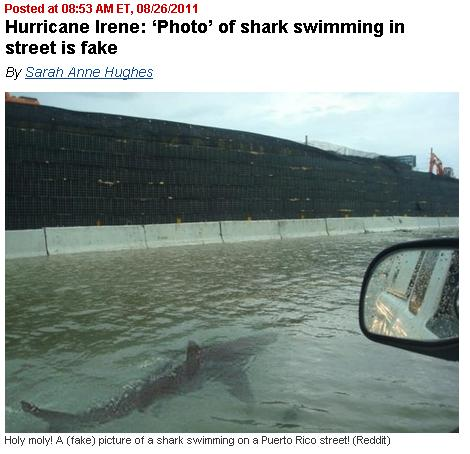 Posted at 08:53 AM ET, 08/26/2011
Hurricane Irene: ‘Photo’ of shark swimming in
street is fake
By Sarah Anne Hughes
Holy moly! A (fake) picture of a shark swimming on a Puerto Rico street! (Reddit)